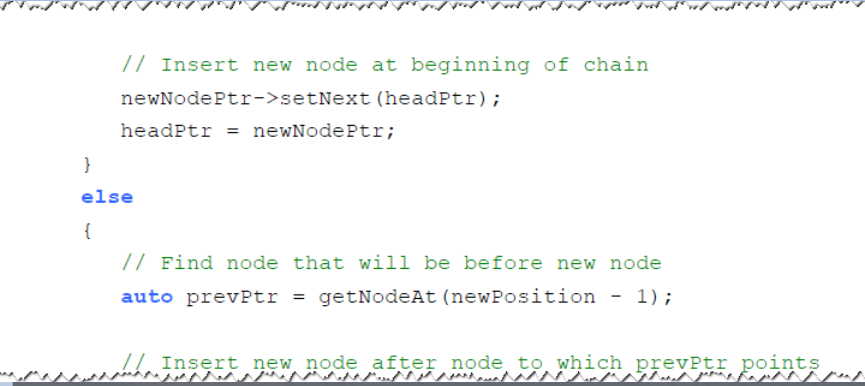 // Insert new node at beginning of chain
newNodePtr->setNext(headPtr);
headPtr = newNodePtr;
}
else
{
// Find node that will be before new node
auto prevPtr = getNodeAt(newPosition - 1);
// Insert new node after node to which prevPtr points